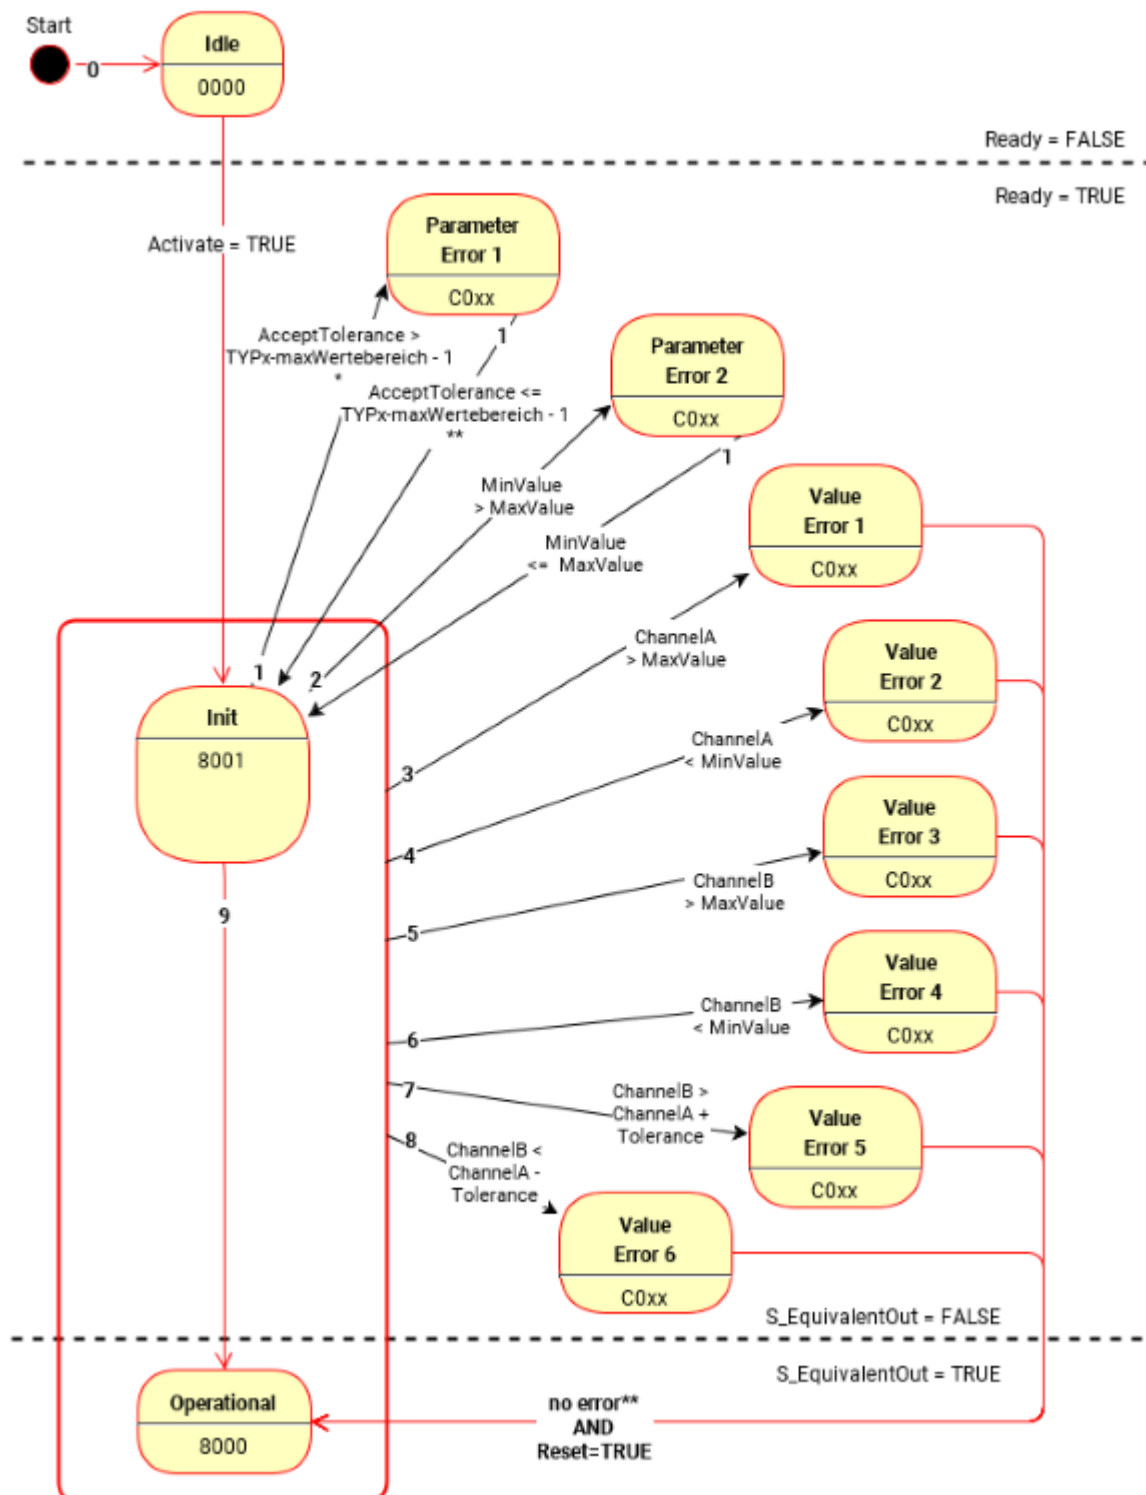 Start
0
Idle
0000
Ready = FALSE
Ready = TRUE
Activate = TRUE
Parameter
Error 1
C0xx
1
AcceptTolerance >
TYPx-maxWertebereich - 1
*
AcceptTolerance <=
TYPx-maxWertebereich - 1
**
Parameter
Error 2
C0xx
1
MinValue
> MaxValue
MinValue
<= MaxValue
Value
Error 1
C0xx
ChannelA
> MaxValue
Value
Error 2
C0xx
1
2
Init
8001
3
ChannelA
< MinValue
4
Value
Error 3
C0xx
ChannelB
> MaxValue
5
9
Value
Error 4
C0xx
ChannelB
< MinValue
6
7
ChannelB >
ChannelA +
Tolerance
Value
Error 5
C0xx
8
ChannelB <
ChannelA -
Tolerance
Value
Error 6
C0xx
S_EquivalentOut = FALSE
S_EquivalentOut = TRUE
Operational
8000
no error**
AND
Reset=TRUE